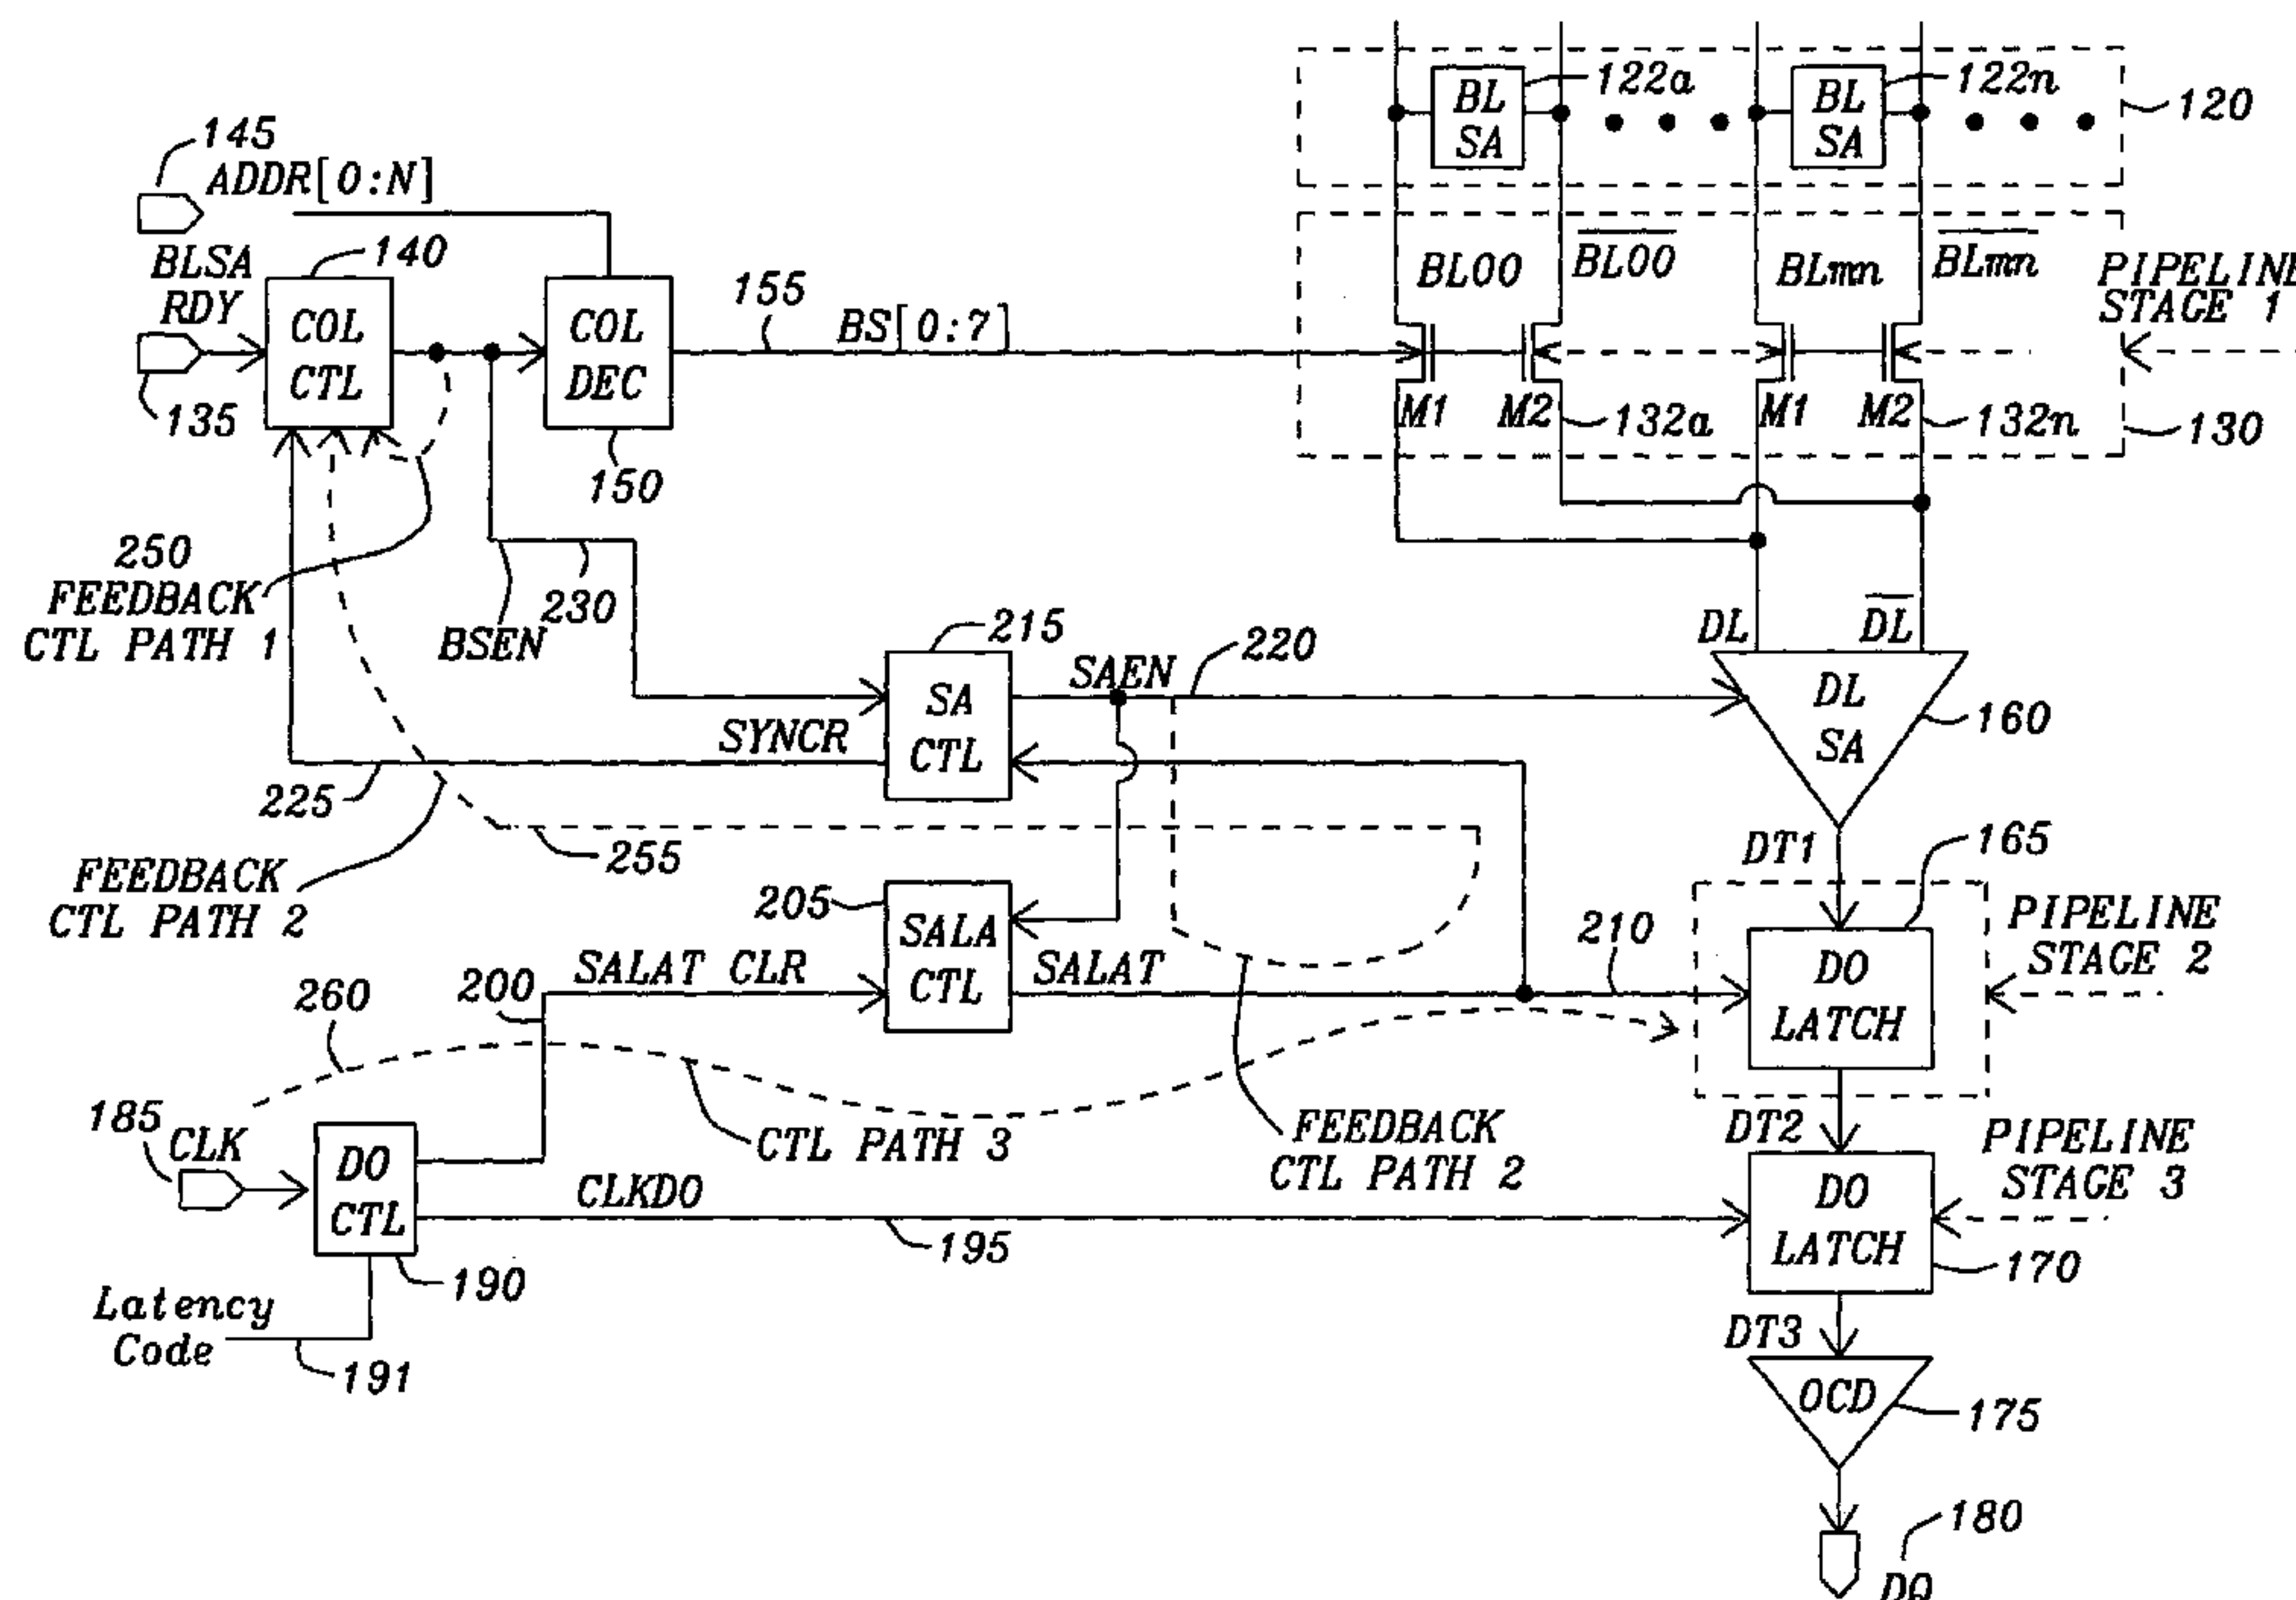 145
ADDR[0:N]
BLSA
RDY
135
140
COL
CTL
COL
DEC
150
155
BS[0:7]
BL
SA
122a
BL
SA
122n
120
BL00
BL00
BLmn
BLmn
PIPELINE
STAGE 1
M1
M2
132a
M1
M2
132n
130
250
FEEDBACK
CTL PATH 1
BSEN
230
215
SA
CTL
SAEN
220
SYNCR
225
DL
DL
DL
SA
160
FEEDBACK
CTL PATH 2
255
205
SALA
CTL
SALAT CLR
200
SALAT
210
DT1
165
DO
LATCH
PIPELINE
STAGE 2
260
185
CLK
DO
CTL
190
CTL PATH 3
FEEDBACK
CTL PATH 2
CLKDO
195
DT2
DO
LATCH
170
PIPELINE
STAGE 3
Latency
Code
191
DT3
OCD
175
180
DQ